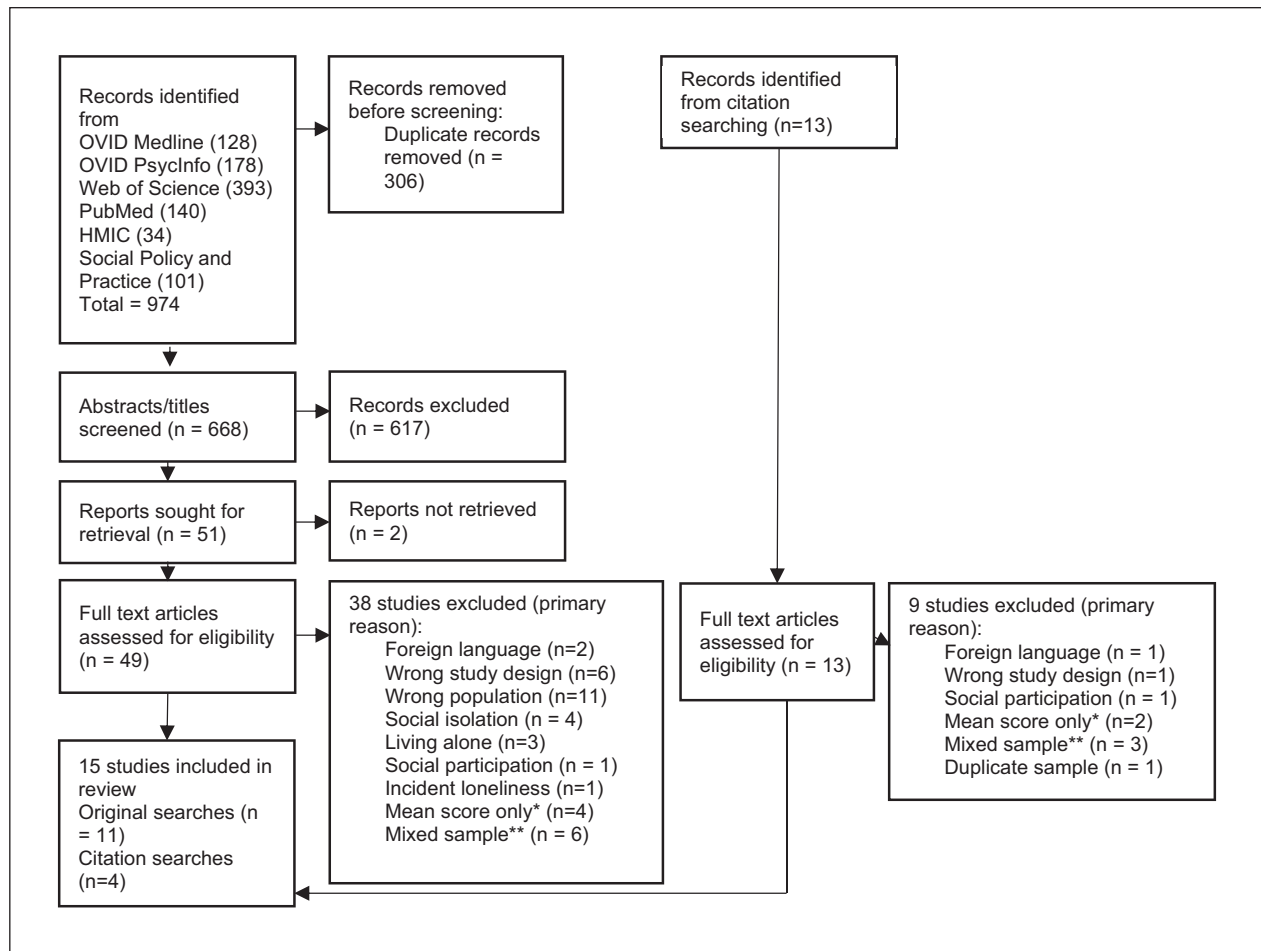 Records identified
from
OVID Medline (128)
OVID PsycInfo (178)
Web of Science (393)
PubMed (140)
HMIC (34)
Social Policy and
Practice (101)
Total = 974
Records removed
before screening:
Duplicate records
removed (n =
306)
Records identified
from citation
searching (n=13)
Abstracts/titles
screened (n = 668)
Records excluded
(n = 617)
Reports sought for
retrieval (n = 51)
Reports not retrieved
(n = 2)
Full text articles
assessed for eligibility
(n = 49)
38 studies excluded (primary
reason):
Foreign language (n=2)
Wrong study design (n=6)
Wrong population (n=11)
Social isolation (n = 4)
Living alone (n=3)
Social participation (n = 1)
Incident loneliness (n=1)
Mean score only* (n=4)
Mixed sample** (n = 6)
Full text articles
assessed for
eligibility (n = 13)
9 studies excluded (primary
reason):
Foreign language (n = 1)
Wrong study design (n=1)
Social participation (n = 1)
Mean score only* (n=2)
Mixed sample** (n = 3)
Duplicate sample (n = 1)
15 studies included in
review
Original searches (n
= 11)
Citation searches
(n=4)